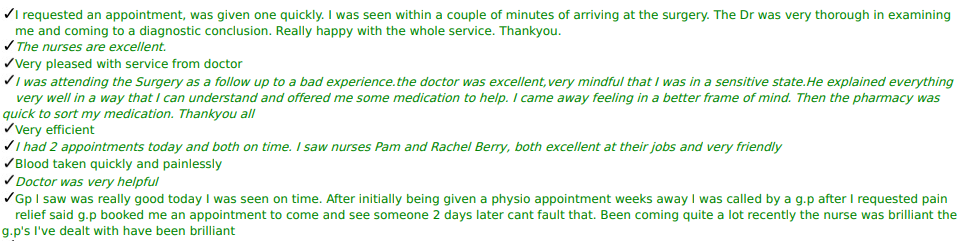 ✓I requested an appointment, was given one quickly. I was seen within a couple of minutes of arriving at the surgery. The Dr was very thorough in examining
me and coming to a diagnostic conclusion. Really happy with the whole service. Thankyou.
✓The nurses are excellent.
✓Very pleased with service from doctor
✓I was attending the Surgery as a follow up to a bad experience.the doctor was excellent,very mindful that I was in a sensitive state.He explained everything
very well in a way that I can understand and offered me some medication to help. I came away feeling in a better frame of mind. Then the pharmacy was
quick to sort my medication. Thankyou all
✓Very efficient
✓I had 2 appointments today and both on time. I saw nurses Pam and Rachel Berry, both excellent at their jobs and very friendly
✓Blood taken quickly and painlessly
✓Doctor was very helpful
✓Gp I saw was really good today I was seen on time. After initially being given a physio appointment weeks away I was called by a g.p after I requested pain
relief said g.p booked me an appointment to come and see someone 2 days later cant fault that. Been coming quite a lot recently the nurse was brilliant the
g.p's I've dealt with have been brilliant